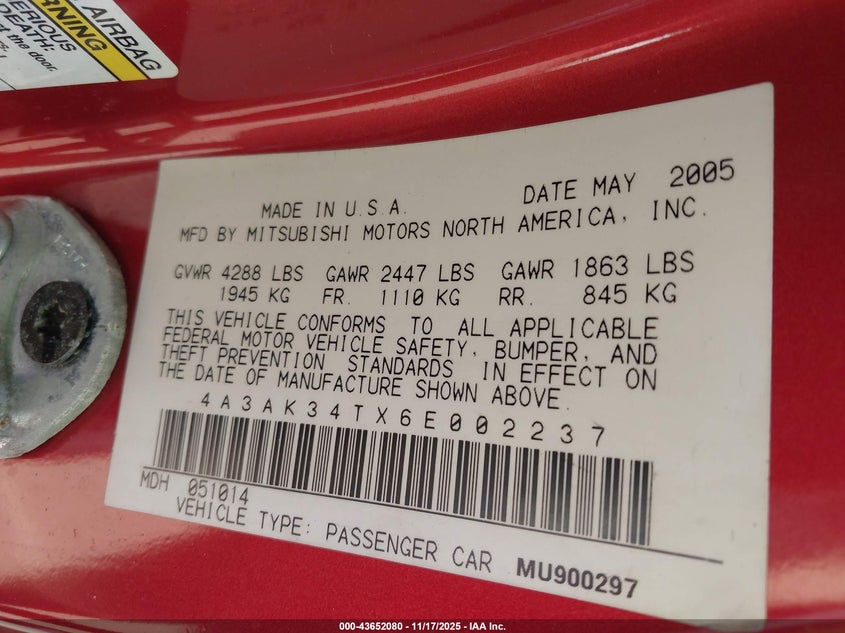 AIRBAG
WARNING
SERIOUS
DEATH:
the door.
MADE IN U.S.A. DATE MAY 2005
MFD BY MITSUBISHI MOTORS NORTH AMERICA, INC.
GVWR 4288 LBS GAWR 2447 LBS GAWR 1863 LBS
1945 KG FR. 1110 KG RR. 845 KG
THIS VEHICLE CONFORMS TO ALL APPLICABLE
FEDERAL MOTOR VEHICLE SAFETY, BUMPER, AND
THEFT PREVENTION STANDARDS IN EFFECT ON
THE DATE OF MANUFACTURE SHOWN ABOVE.
4A3AK34TX6E002237
MDH 051014
VEHICLE TYPE: PASSENGER CAR MU900297
000-43652080 - 11/17/2025 - IAA Inc.